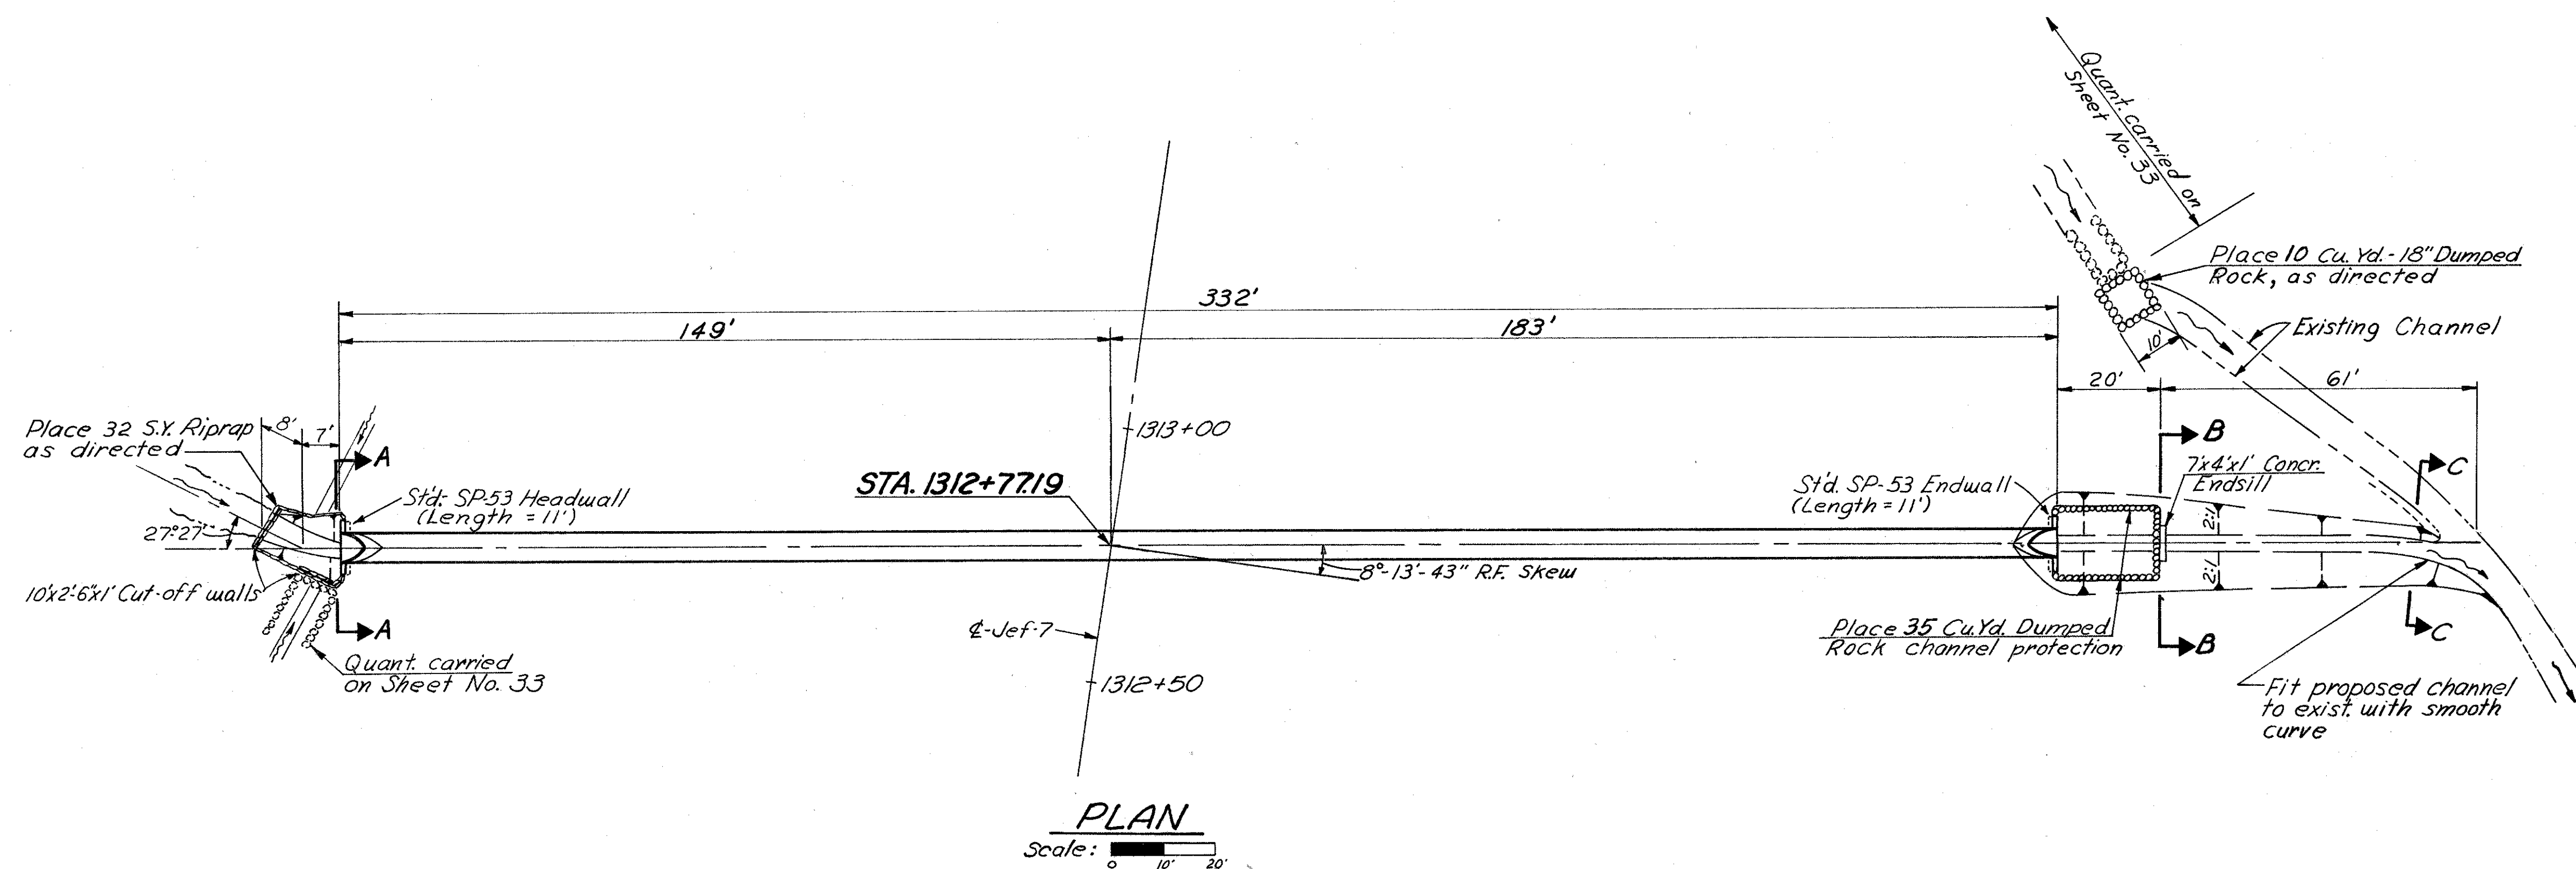 Quant. carried on
Sheet No. 33
Place 10 Cu. Yd.-18" Dumped
Rock, as directed
332'
149'
183'
Existing Channel
10'
20'
61'
Place 32 S.Y. Riprap
as directed
8'
7'
A
1313+00
B
C
STA. 1312+77.19
Std. SP-53 Headwall
(Length = 11')
Std. SP-53 Endwall
(Length = 11')
7'x4'x1' Concr.
Endsill
27°27'
2:1
2:1
8°-13'-43" R.F. Skew
10'x2'-6"x1' Cut-off walls
A
℄-Jef-7
Place 35 Cu.Yd. Dumped
Rock channel protection
B
C
Quant. carried
on Sheet No. 33
1312+50
Fit proposed channel
to exist. with smooth
curve
PLAN
Scale:
0 10' 20'